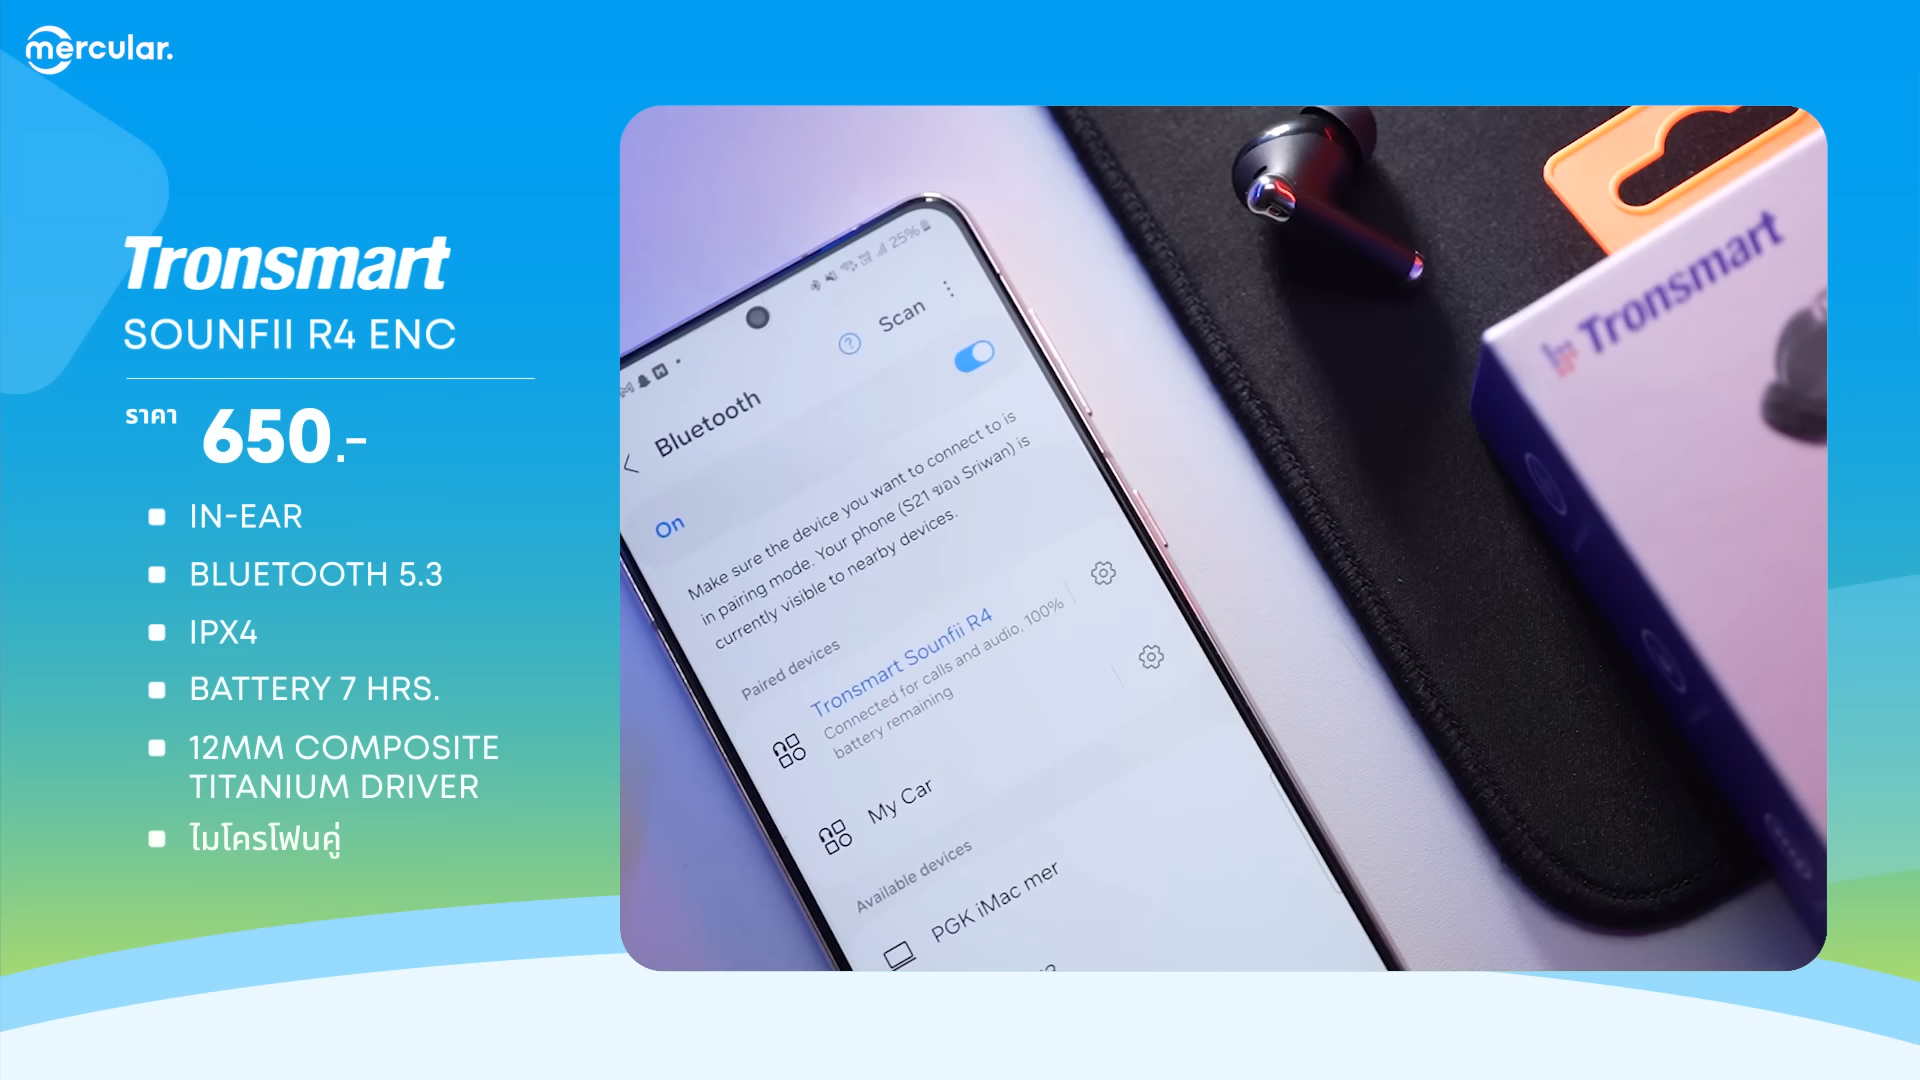 mercular.
Tronsmart
SOUNFII R4 ENC
ราคา 650.-
IN-EAR
BLUETOOTH 5.3
IPX4
BATTERY 7 HRS.
12MM COMPOSITE
TITANIUM DRIVER
ไมโครโฟนคู่
25%
Scan
Bluetooth
On
Make sure the device you want to connect to is
in pairing mode. Your phone (S21 ของ Sriwan) is
currently visible to nearby devices.
Paired devices
Tronsmart Sounfii R4
Connected for calls and audio, 100%
battery remaining
My Car
Available devices
PGK iMac mer
Tronsmart